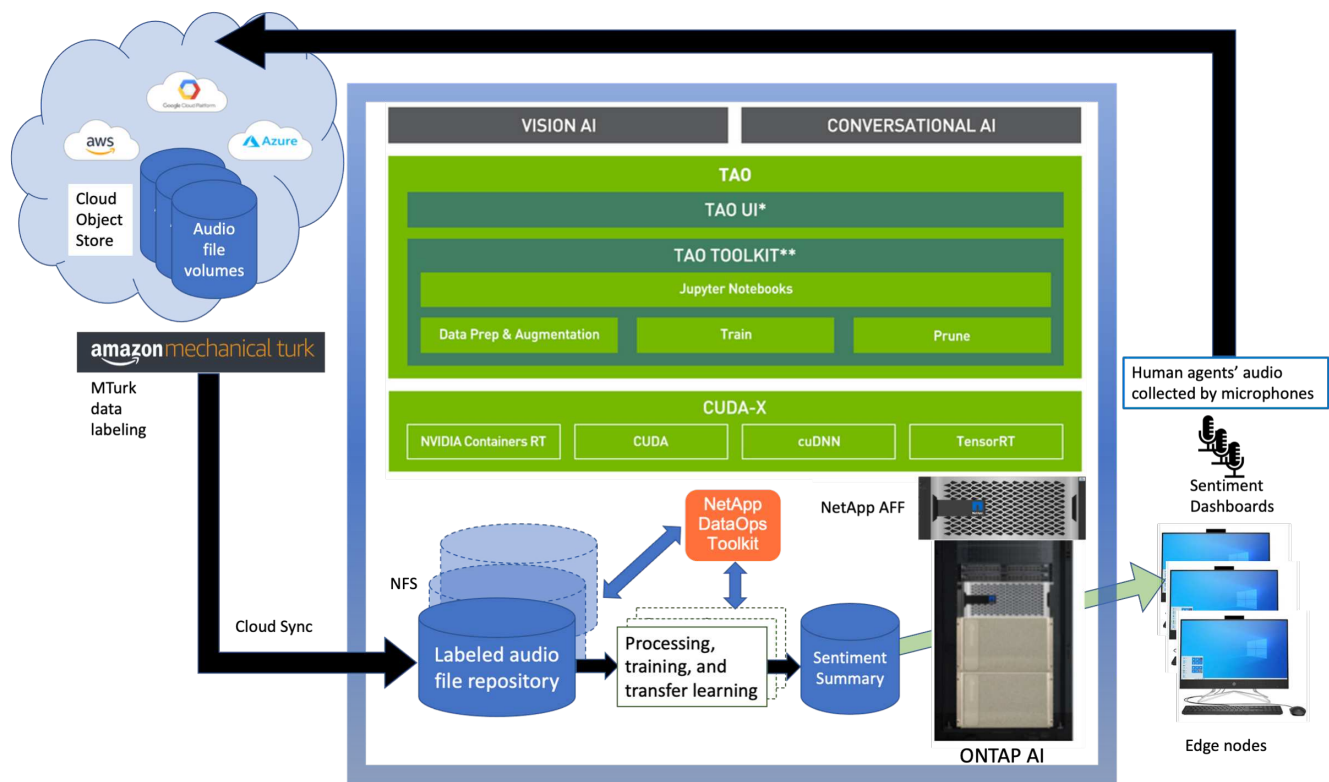 Google Cloud Platform
aws
Azure
Cloud
Object
Store
Audio
file
volumes
amazon mechanical turk
MTurk
data
labeling
VISION AI
CONVERSATIONAL AI
TAO
TAO UI*
TAO TOOLKIT**
Jupyter Notebooks
Data Prep & Augmentation
Train
Prune
CUDA-X
NVIDIA Containers RT
CUDA
cuDNN
TensorRT
Human agents' audio
collected by microphones
Sentiment
Dashboards
NetApp
DataOps
Toolkit
NetApp AFF
NFS
Cloud Sync
Labeled audio
file repository
Processing,
training, and
transfer learning
Sentiment
Summary
ONTAP AI
Edge nodes